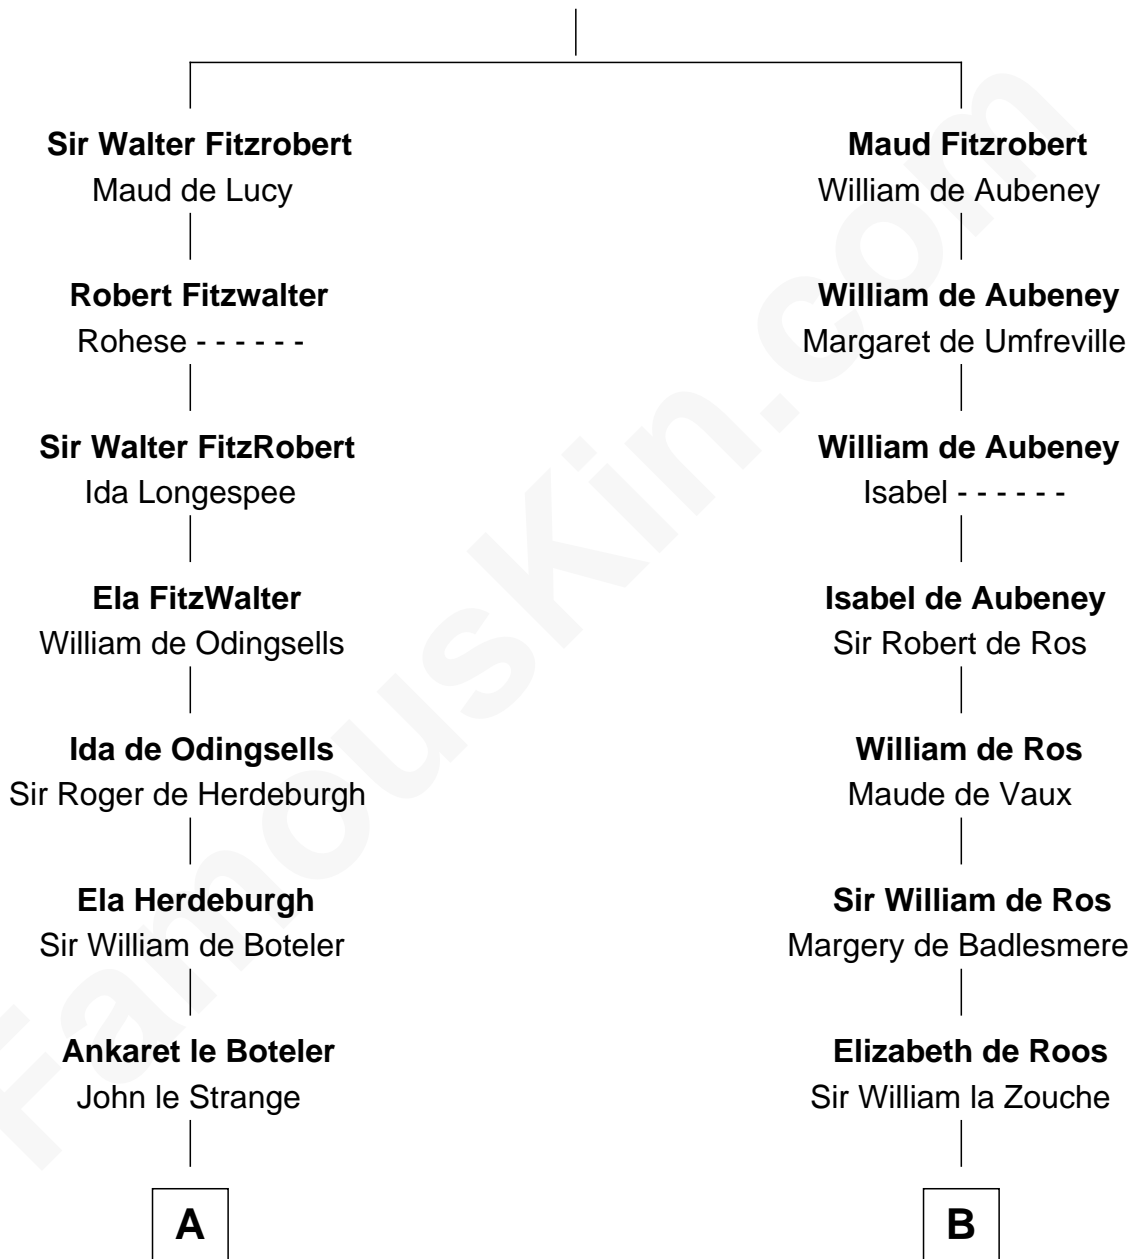 Sir Walter Fitzrobert
Maud de Lucy
Maud Fitzrobert
William de Aubeney
Robert Fitzwalter
Rohese - - - - - -
William de Aubeney
Margaret de Umfreville
Sir Walter FitzRobert
Ida Longespee
William de Aubeney
Isabel - - - - - -
Ela FitzWalter
William de Odingsells
Isabel de Aubeney
Sir Robert de Ros
Ida de Odingsells
Sir Roger de Herdeburgh
William de Ros
Maude de Vaux
Ela Herdeburgh
Sir William de Boteler
Sir William de Ros
Margery de Badlesmere
Ankaret le Boteler
John le Strange
Elizabeth de Roos
Sir William la Zouche
A
B
FamousKin.com